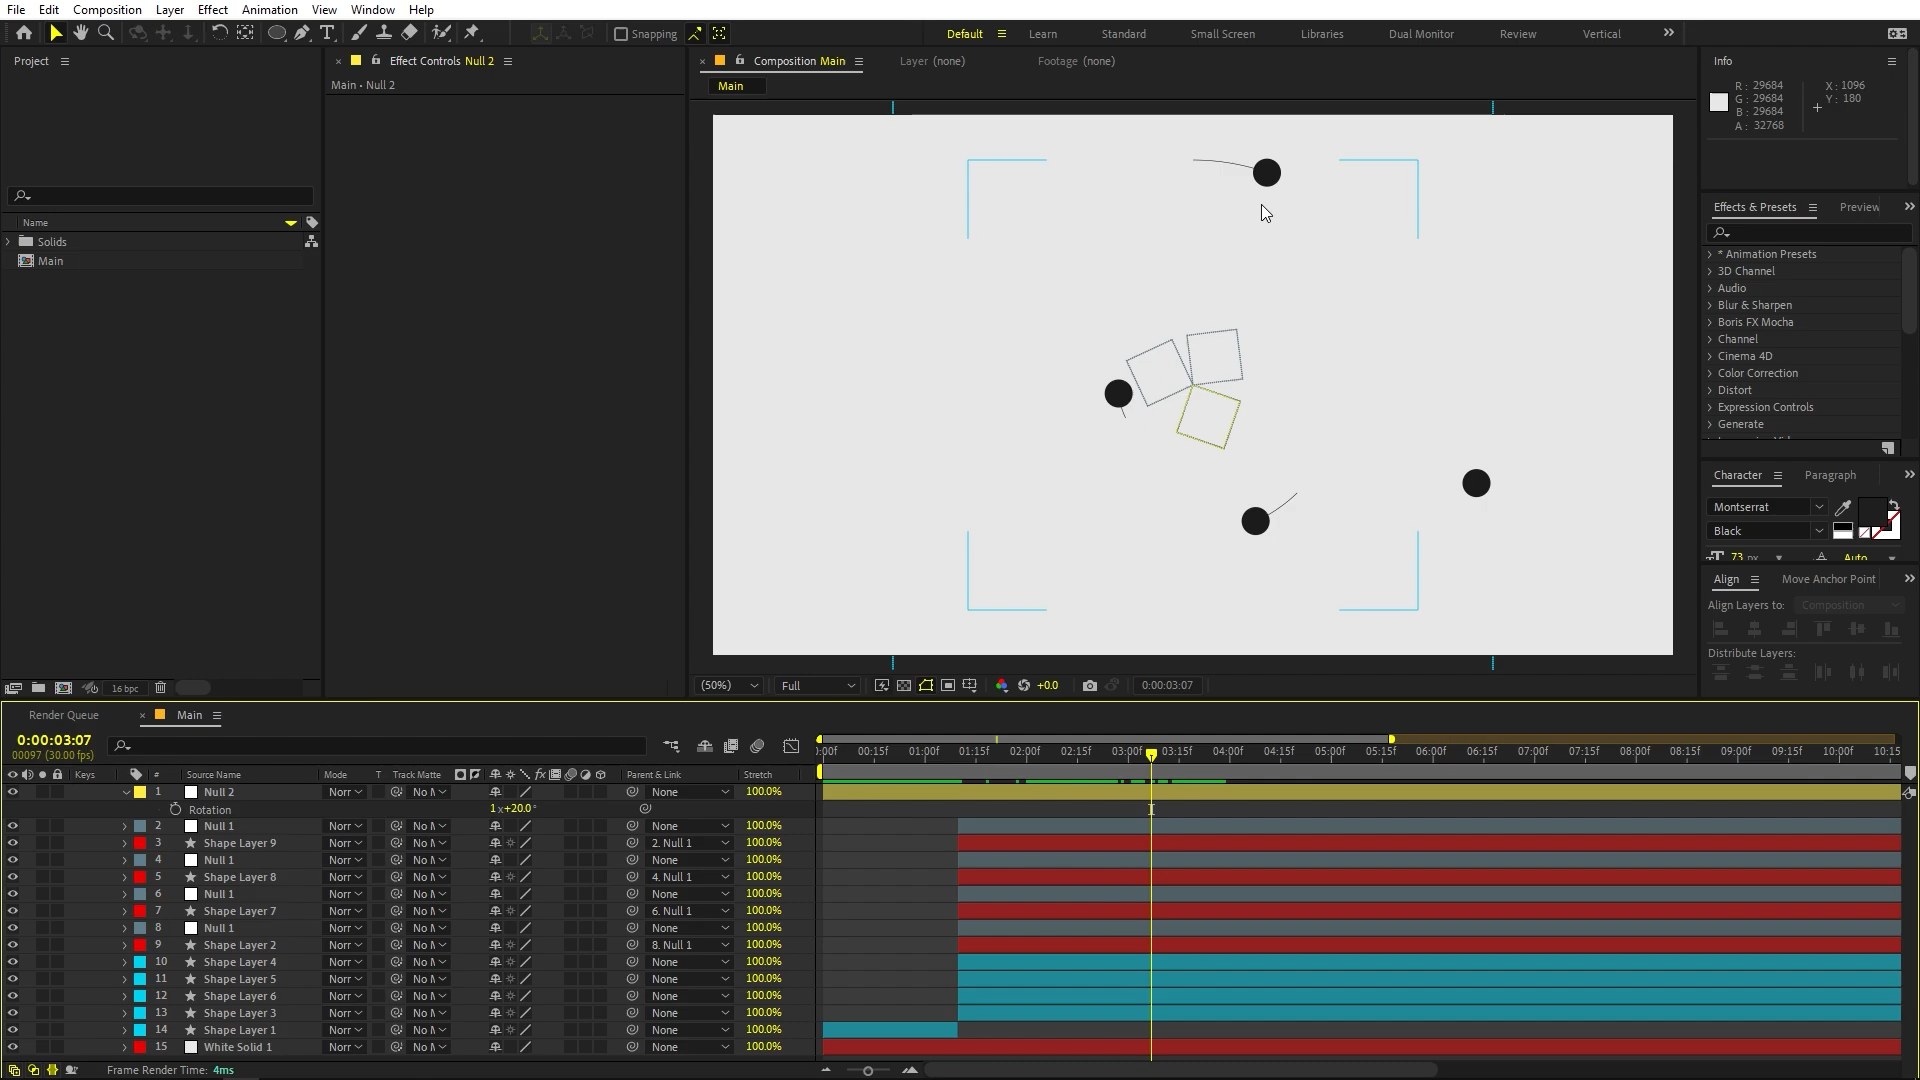 File Edit Composition Layer Effect Animation View Window Help
Snapping Default Learn Standard Small Screen Libraries Dual Monitor Review Vertical
Project
Effect Controls Null 2
Main • Null 2
Composition Main Layer (none) Footage (none)
Main
Info
R : 29684
G : 29684
B : 29684
A : 32768
X : 1096
Y : 180
Name
Solids
Main
Effects & Presets Preview
* Animation Presets
3D Channel
Audio
Blur & Sharpen
Boris FX Mocha
Channel
Cinema 4D
Color Correction
Distort
Expression Controls
Generate
Character Paragraph
Montserrat
Black
73 px Auto
Align Move Anchor Point
Align Layers to: Composition
Distribute Layers:
16 bpc
(50%) Full +0.0 0:00:03:07
Render Queue Main
0:00:03:07
00097 (30.00 fps)
:00f 00:15f 01:00f 01:15f 02:00f 02:15f 03:00f 03:15f 04:00f 04:15f 05:00f 05:15f 06:00f 06:15f 07:00f 07:15f 08:00f 08:15f 09:00f 09:15f 10:00f 10:15
Keys # Source Name Mode T Track Matte fx Parent & Link Stretch
1 Null 2 Norr No M None 100.0%
Rotation 1x+20.0°
2 Null 1 Norr No M None 100.0%
3 Shape Layer 9 Norr No M 2. Null 1 100.0%
4 Null 1 Norr No M None 100.0%
5 Shape Layer 8 Norr No M 4. Null 1 100.0%
6 Null 1 Norr No M None 100.0%
7 Shape Layer 7 Norr No M 6. Null 1 100.0%
8 Null 1 Norr No M None 100.0%
9 Shape Layer 2 Norr No M 8. Null 1 100.0%
10 Shape Layer 4 Norr No M None 100.0%
11 Shape Layer 5 Norr No M None 100.0%
12 Shape Layer 6 Norr No M None 100.0%
13 Shape Layer 3 Norr No M None 100.0%
14 Shape Layer 1 Norr No M None 100.0%
15 White Solid 1 Norr No M None 100.0%
Frame Render Time: 4ms